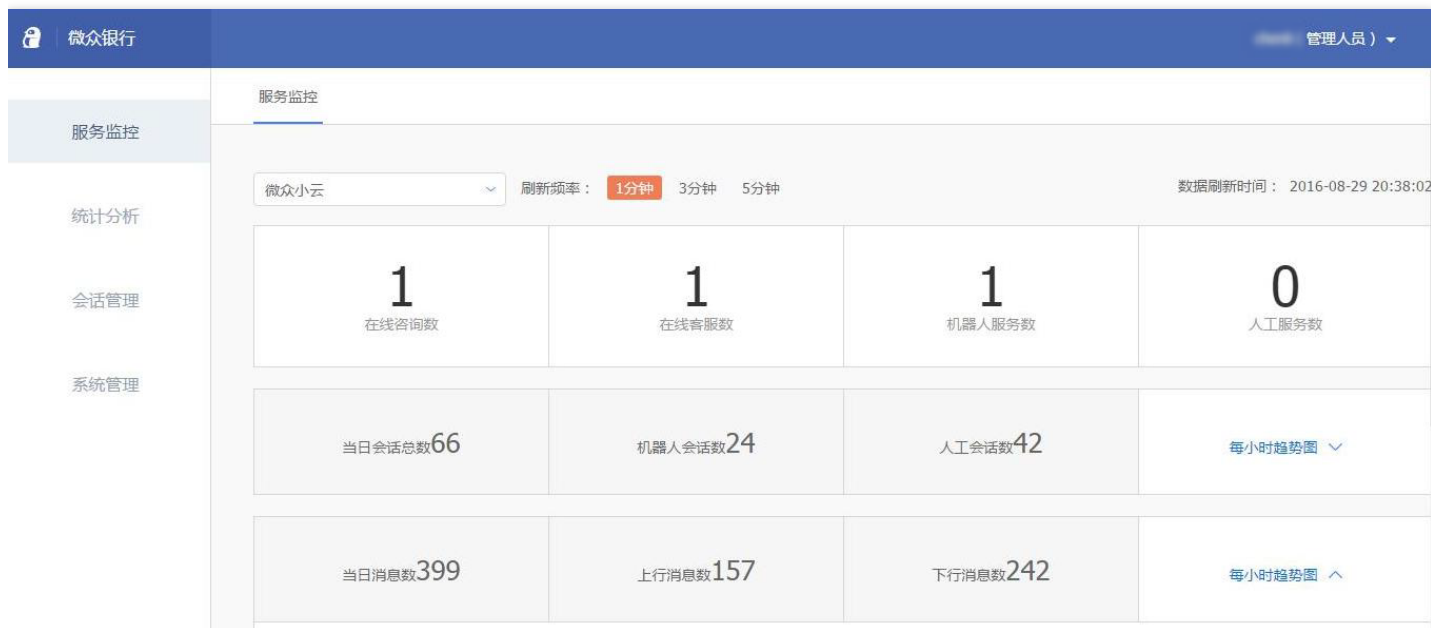 微众银行
管理人员）
服务监控
服务监控
统计分析
会话管理
系统管理
微众小云
刷新频率： 1分钟 3分钟 5分钟
数据刷新时间： 2016-08-29 20:38:02
1
在线咨询数
1
在线客服数
1
机器人服务数
0
人工服务数
当日会话总数66
机器人会话数24
人工会话数42
每小时趋势图
当日消息数399
上行消息数157
下行消息数242
每小时趋势图